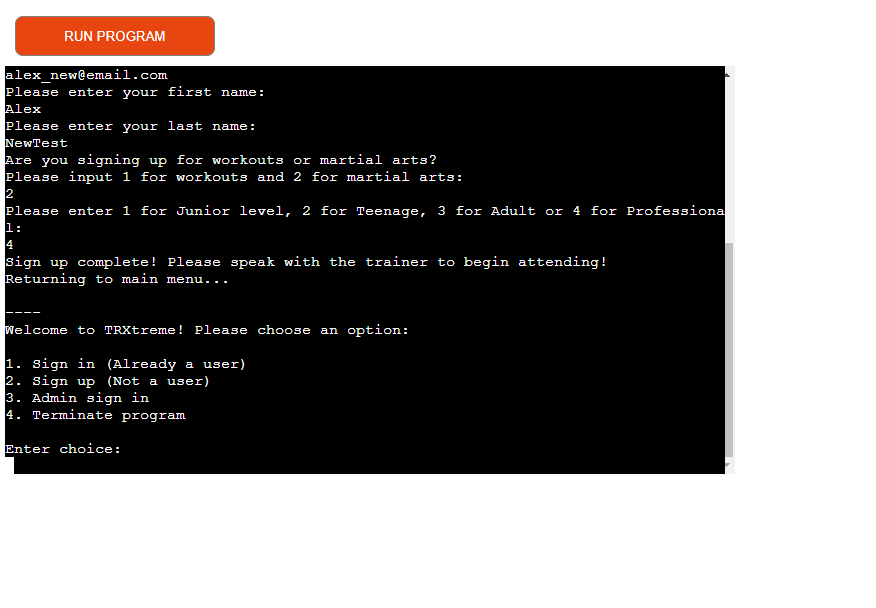 RUN PROGRAM
alex_new@email.com
Please enter your first name:
Alex
Please enter your last name:
NewTest
Are you signing up for workouts or martial arts?
Please input 1 for workouts and 2 for martial arts:
2
Please enter 1 for Junior level, 2 for Teenage, 3 for Adult or 4 for Professiona
l:
4
Sign up complete! Please speak with the trainer to begin attending!
Returning to main menu...
----
Welcome to TRXtreme! Please choose an option:
1. Sign in (Already a user)
2. Sign up (Not a user)
3. Admin sign in
4. Terminate program
Enter choice: